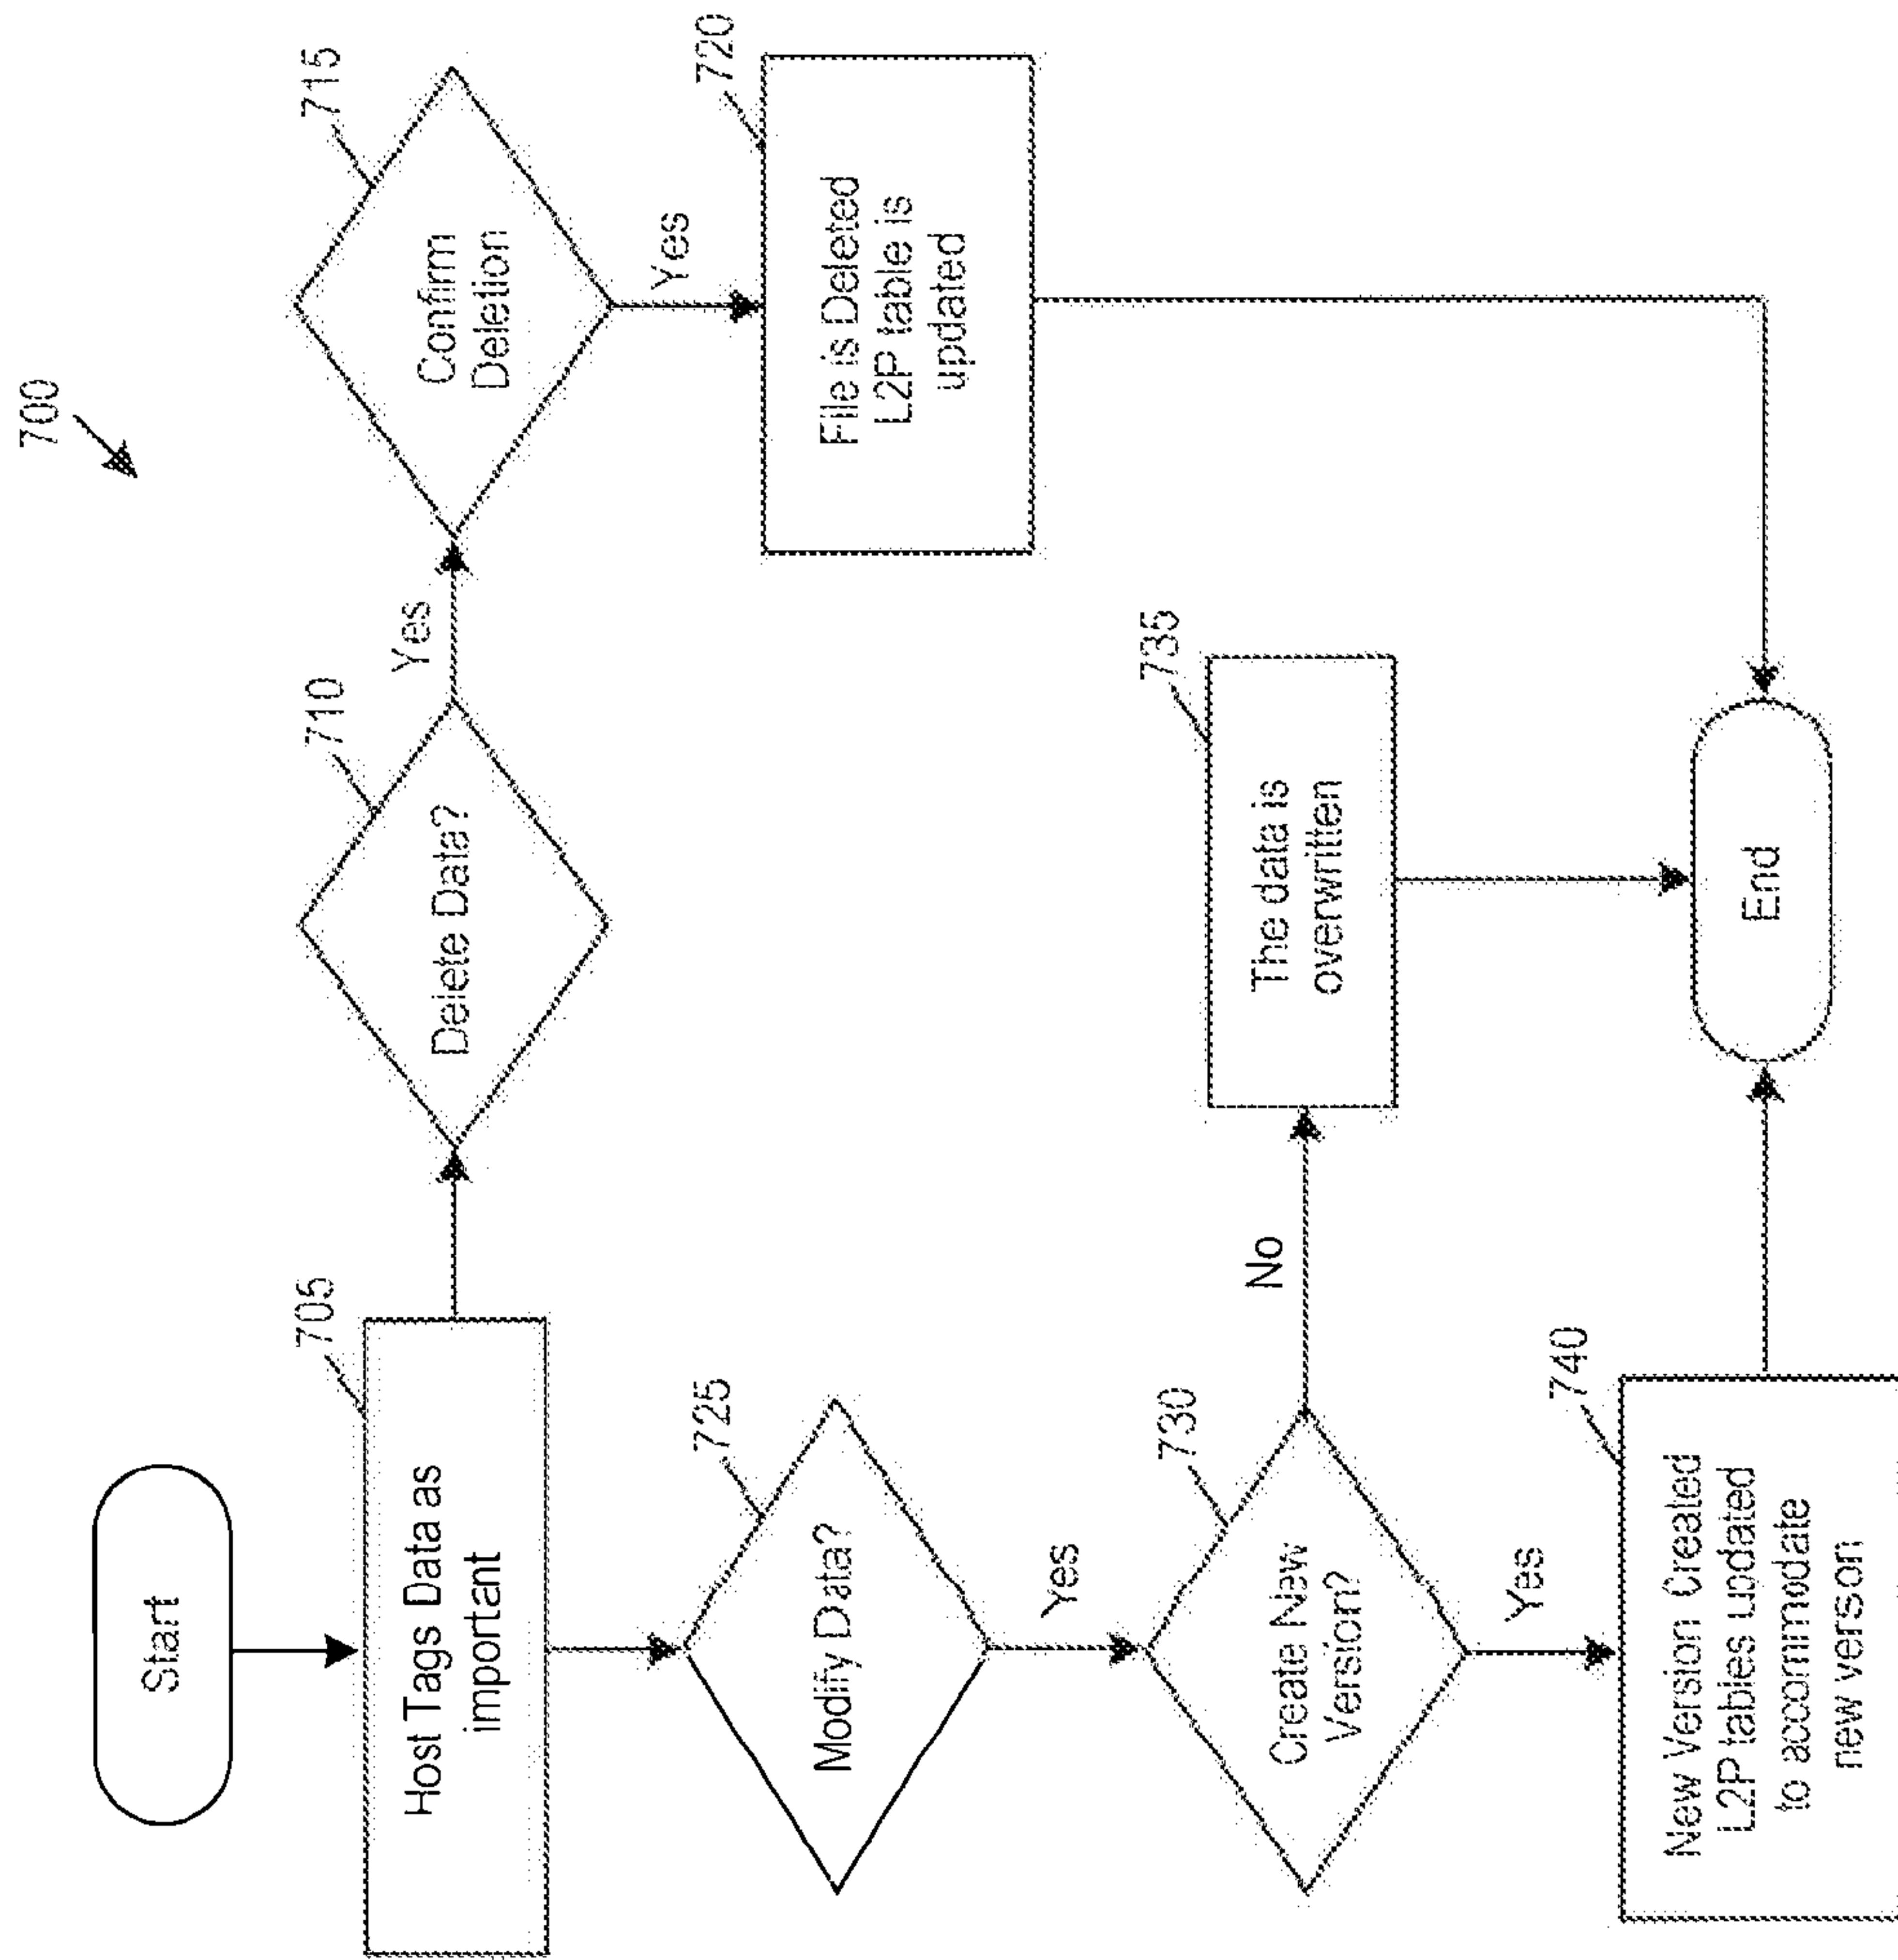 700
Start
705
Host Tags Data as
important
710
Delete Data?
Yes
715
Confirm
Deletion
Yes
720
File is Deleted
L2P table is
updated
725
Modify Data?
Yes
730
Create New
Version?
No
735
The data is
overwritten
Yes
740
New Version Created
L2P tables updated
to accommodate
new verson
End